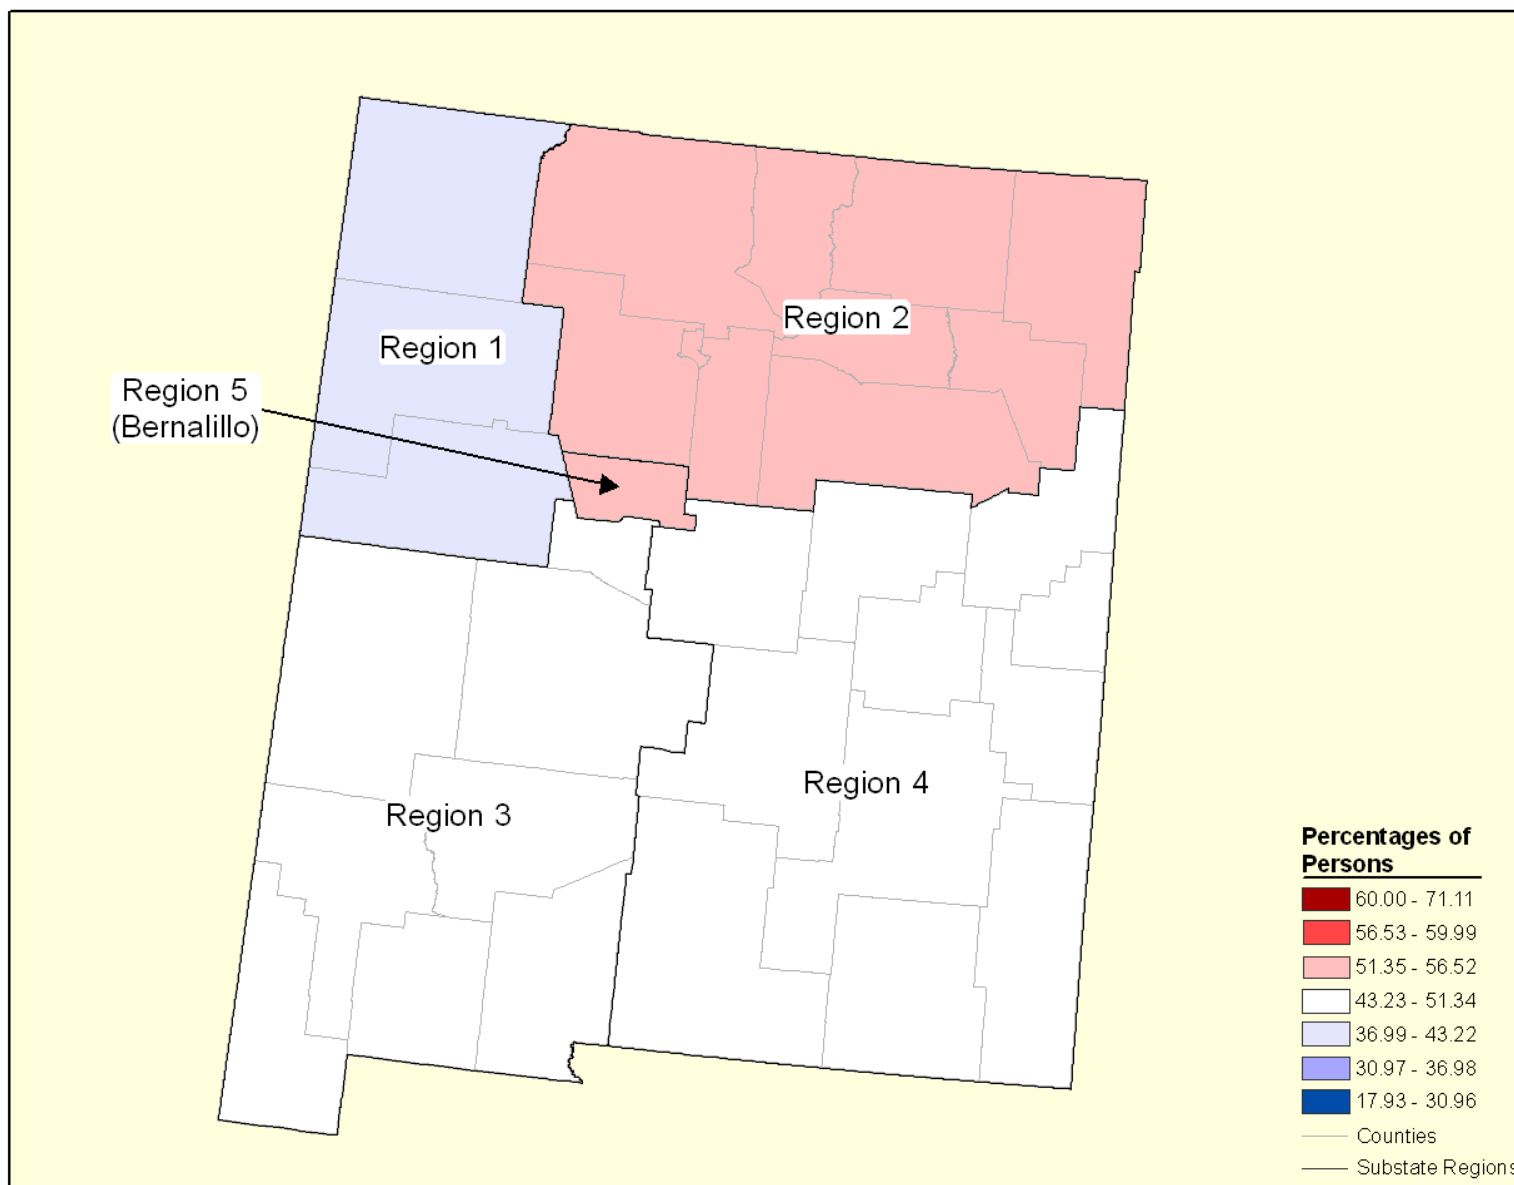 Region 2
Region 1
Region 5
(Bernalillo)
Region 4
Region 3
Percentages of
Persons
60.00 - 71.11
56.53 - 59.99
51.35 - 56.52
43.23 - 51.34
36.99 - 43.22
30.97 - 36.98
17.93 - 30.96
Counties
Substate Regions